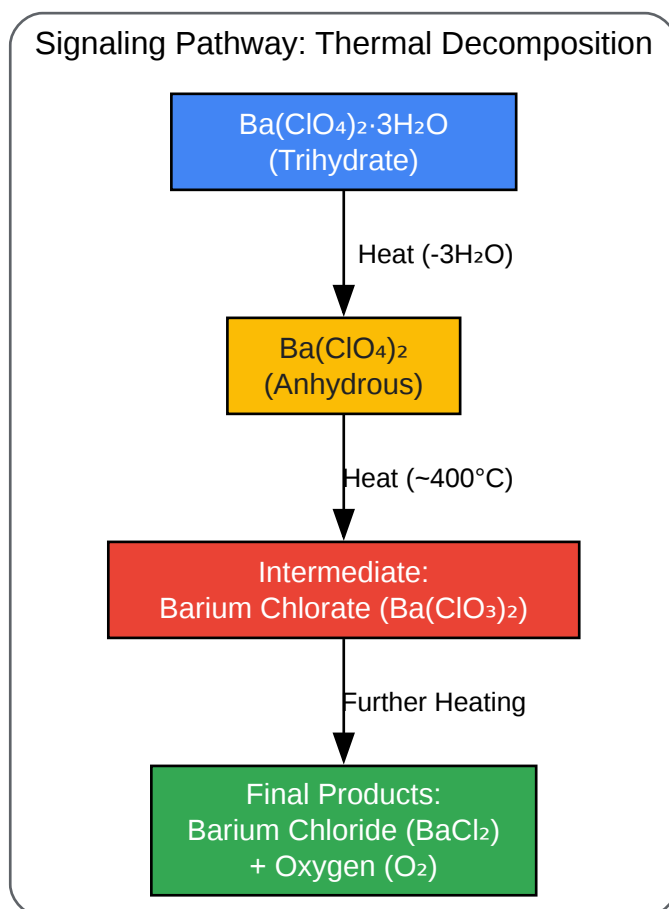 Signaling Pathway: Thermal Decomposition
Ba(ClO₄)₂·3H₂O
(Trihydrate)
Heat (-3H₂O)
Ba(ClO₄)₂
(Anhydrous)
Heat (~400°C)
Intermediate:
Barium Chlorate (Ba(ClO₃)₂)
Further Heating
Final Products:
Barium Chloride (BaCl₂)
+ Oxygen (O₂)